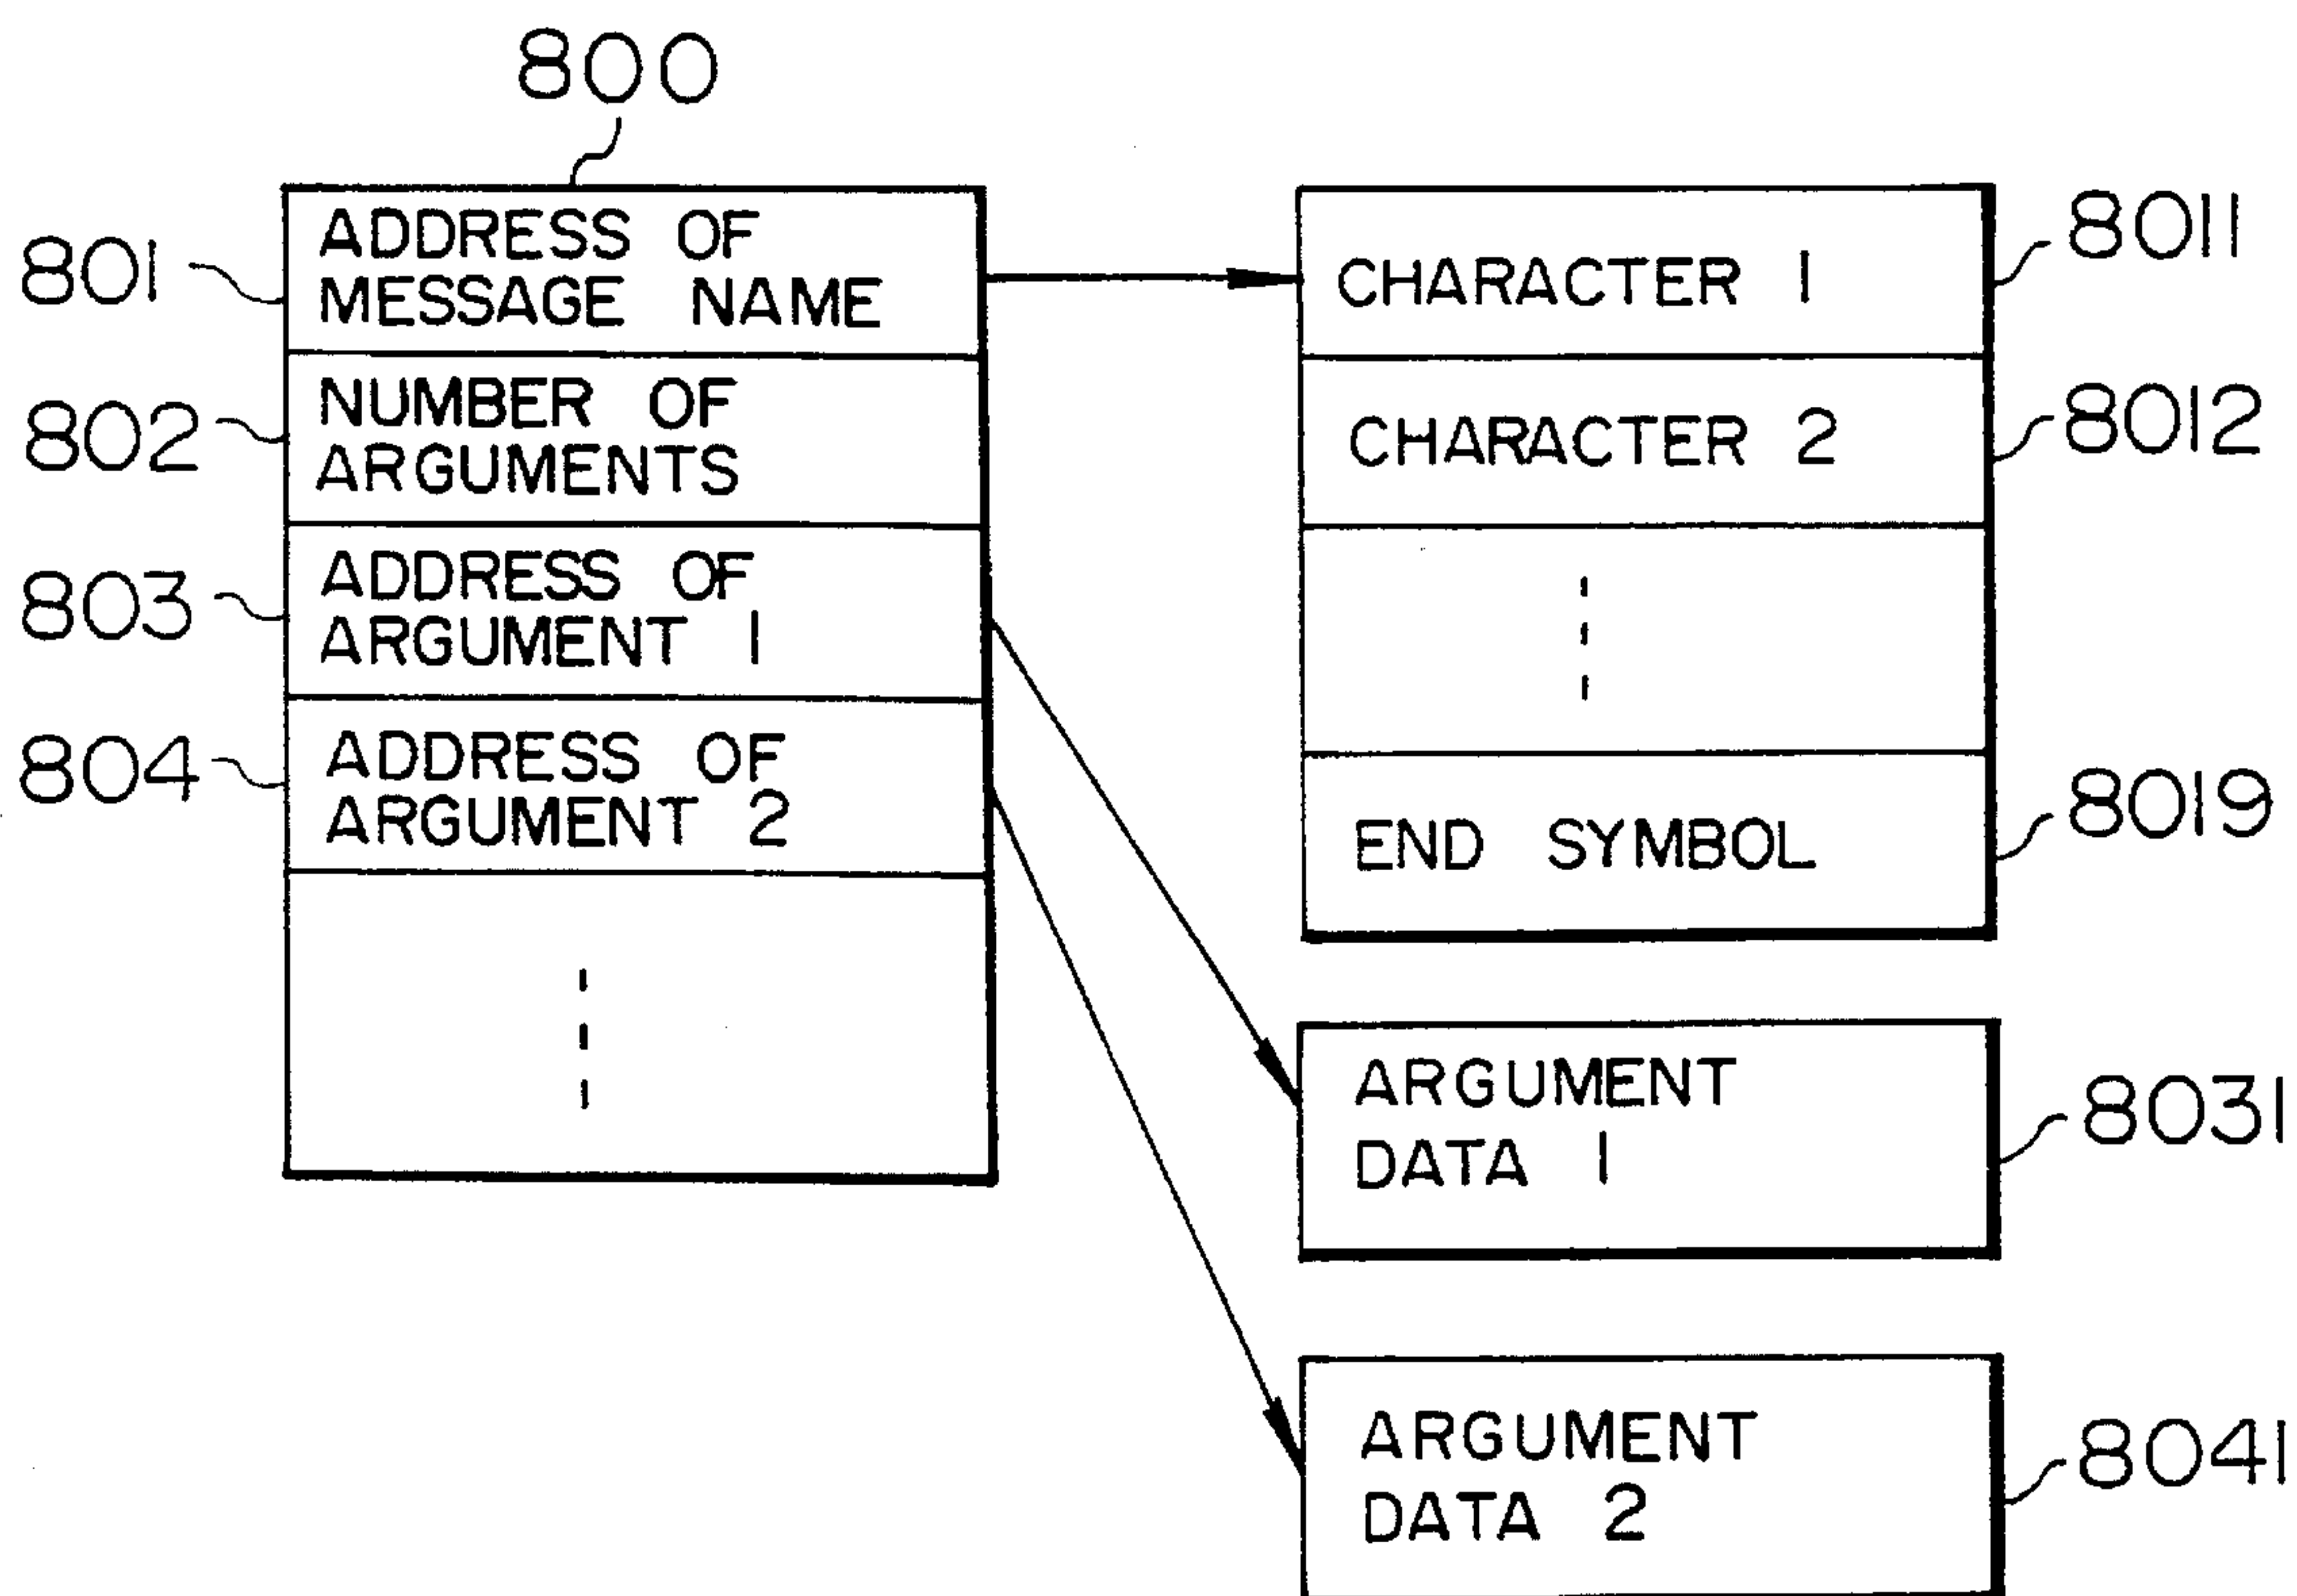 800
801
ADDRESS OF
MESSAGE NAME
802
NUMBER OF
ARGUMENTS
803
ADDRESS OF
ARGUMENT 1
804
ADDRESS OF
ARGUMENT 2
CHARACTER 1
8011
CHARACTER 2
8012
END SYMBOL
8019
ARGUMENT
DATA 1
8031
ARGUMENT
DATA 2
8041